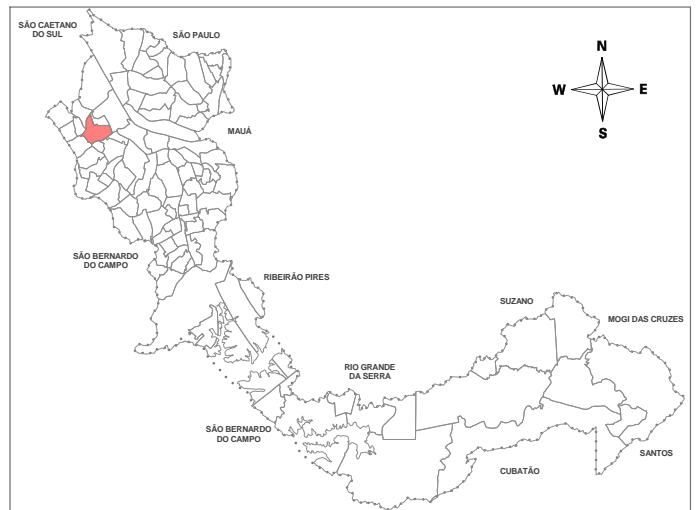 SÃO CAETANO
DO SUL
SÃO PAULO
N
W
E
S
MAUÁ
SÃO BERNARDO
DO CAMPO
RIBEIRÃO PIRES
SUZANO
MOGI DAS CRUZES
RIO GRANDE
DA SERRA
SÃO BERNARDO
DO CAMPO
SANTOS
CUBATÃO